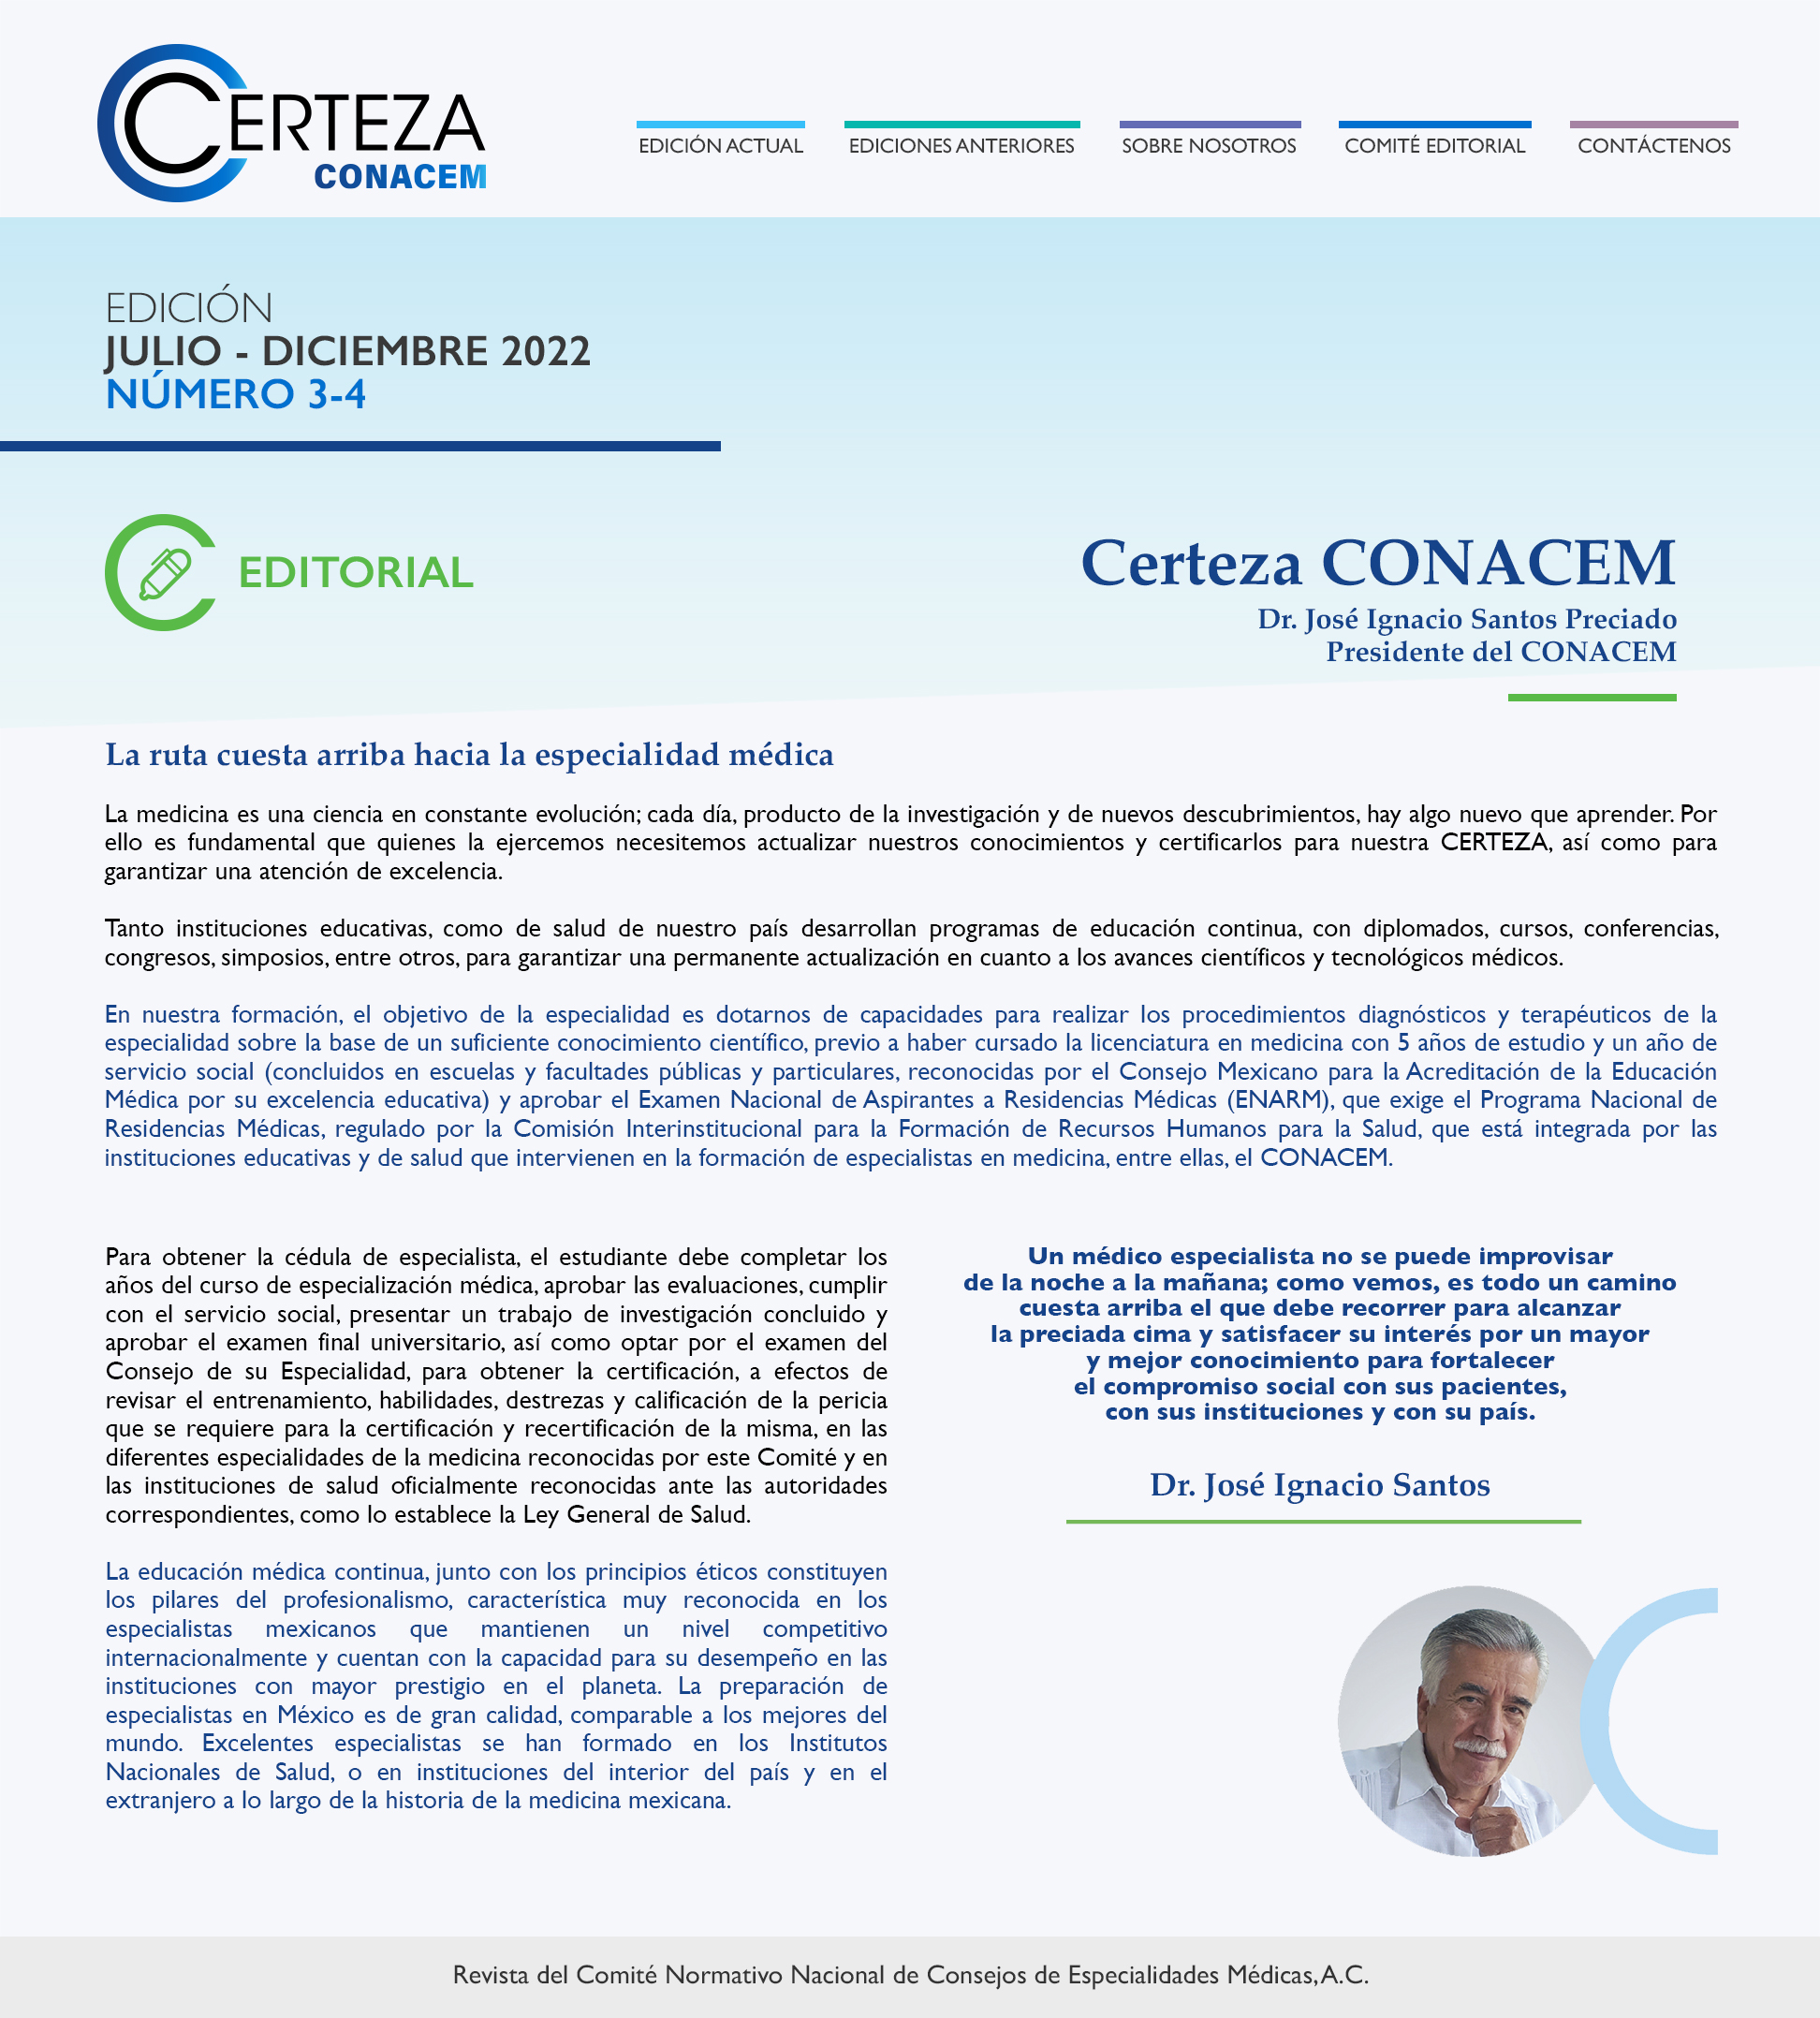 CERTEZA
CONACEM
EDICIÓN ACTUAL
EDICIONES ANTERIORES
SOBRE NOSOTROS
COMITÉ EDITORIAL
CONTÁCTENOS
EDICIÓN
JULIO - DICIEMBRE 2022
NÚMERO 3-4
EDITORIAL
Certeza CONACEM
Dr. José Ignacio Santos Preciado
Presidente del CONACEM
La ruta cuesta arriba hacia la especialidad médica
La medicina es una ciencia en constante evolución; cada día, producto de la investigación y de nuevos descubrimientos, hay algo nuevo que aprender. Por
ello es fundamental que quienes la ejercemos necesitemos actualizar nuestros conocimientos y certificarlos para nuestra CERTEZA, así como para
garantizar una atención de excelencia.
Tanto instituciones educativas, como de salud de nuestro país desarrollan programas de educación continua, con diplomados, cursos, conferencias,
congresos, simposios, entre otros, para garantizar una permanente actualización en cuanto a los avances científicos y tecnológicos médicos.
En nuestra formación, el objetivo de la especialidad es dotarnos de capacidades para realizar los procedimientos diagnósticos y terapéuticos de la
especialidad sobre la base de un suficiente conocimiento científico, previo a haber cursado la licenciatura en medicina con 5 años de estudio y un año de
servicio social (concluidos en escuelas y facultades públicas y particulares, reconocidas por el Consejo Mexicano para la Acreditación de la Educación
Médica por su excelencia educativa) y aprobar el Examen Nacional de Aspirantes a Residencias Médicas (ENARM), que exige el Programa Nacional de
Residencias Médicas, regulado por la Comisión Interinstitucional para la Formación de Recursos Humanos para la Salud, que está integrada por las
instituciones educativas y de salud que intervienen en la formación de especialistas en medicina, entre ellas, el CONACEM.
Para obtener la cédula de especialista, el estudiante debe completar los
años del curso de especialización médica, aprobar las evaluaciones, cumplir
con el servicio social, presentar un trabajo de investigación concluido y
aprobar el examen final universitario, así como optar por el examen del
Consejo de su Especialidad, para obtener la certificación, a efectos de
revisar el entrenamiento, habilidades, destrezas y calificación de la pericia
que se requiere para la certificación y recertificación de la misma, en las
diferentes especialidades de la medicina reconocidas por este Comité y en
las instituciones de salud oficialmente reconocidas ante las autoridades
correspondientes, como lo establece la Ley General de Salud.
La educación médica continua, junto con los principios éticos constituyen
los pilares del profesionalismo, característica muy reconocida en los
especialistas mexicanos que mantienen un nivel competitivo
internacionalmente y cuentan con la capacidad para su desempeño en las
instituciones con mayor prestigio en el planeta. La preparación de
especialistas en México es de gran calidad, comparable a los mejores del
mundo. Excelentes especialistas se han formado en los Institutos
Nacionales de Salud, o en instituciones del interior del país y en el
extranjero a lo largo de la historia de la medicina mexicana.
Un médico especialista no se puede improvisar
de la noche a la mañana; como vemos, es todo un camino
cuesta arriba el que debe recorrer para alcanzar
la preciada cima y satisfacer su interés por un mayor
y mejor conocimiento para fortalecer
el compromiso social con sus pacientes,
con sus instituciones y con su país.
Dr. José Ignacio Santos
Revista del Comité Normativo Nacional de Consejos de Especialidades Médicas, A.C.